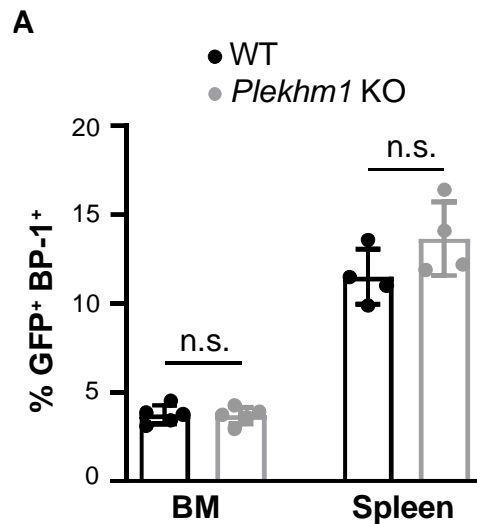 A
WT
Plekhm1 KO
% GFP⁺ BP-1⁺
20
15
10
5
0
n.s.
n.s.
BM
Spleen